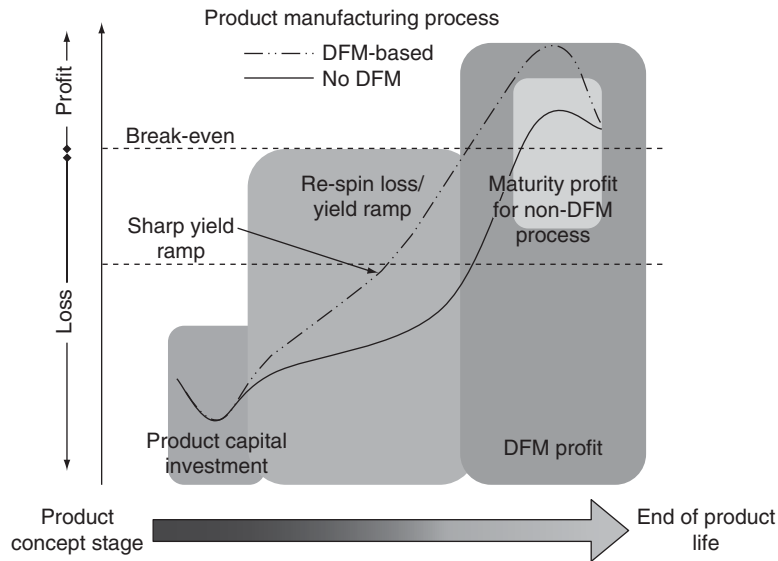 Product manufacturing process
DFM-based
No DFM
Profit
Break-even
Re-spin loss/
yield ramp
Maturity profit
for non-DFM
process
Sharp yield
ramp
Loss
Product capital
investment
DFM profit
Product
concept stage
End of product
life